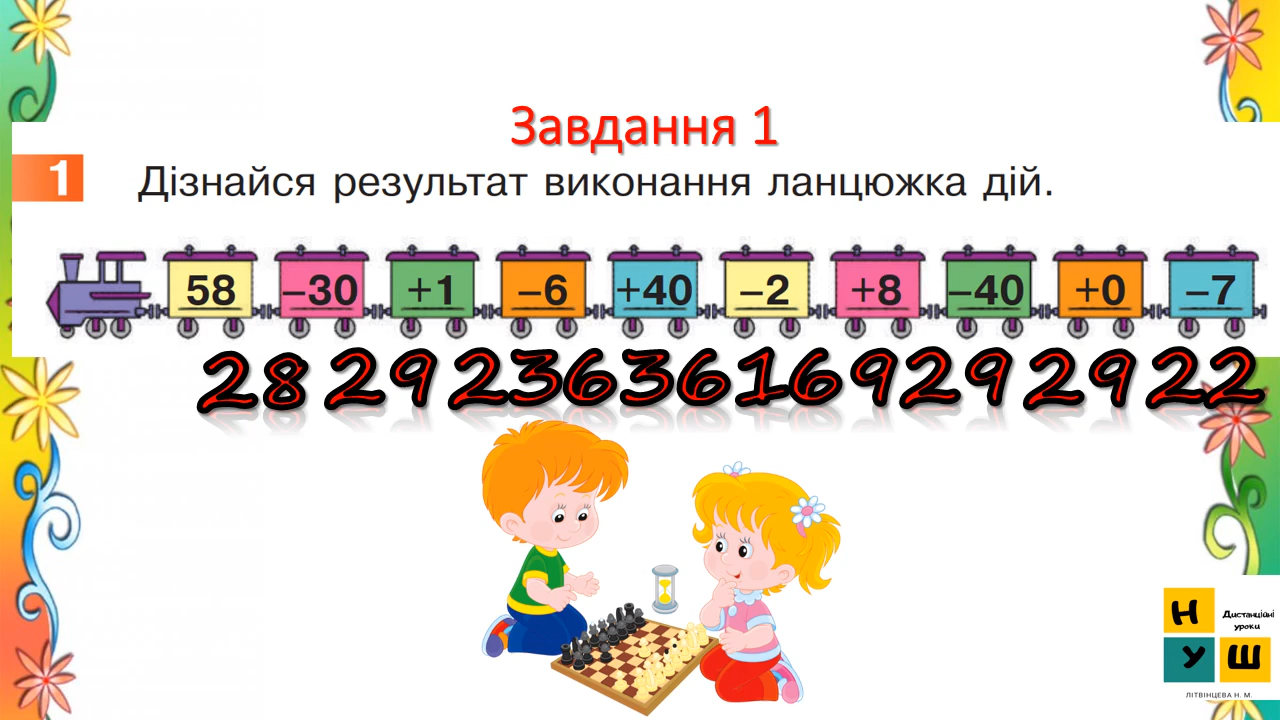 Завдання 1
1 Дізнайся результат виконання ланцюжка дій.
58 –30 +1 –6 +40 –2 +8 –40 +0 –7
28 29 23 63 61 69 29 29 22
Н Дистанційні
уроки
У Ш
ЛІТВІНЦЕВА Н. М.